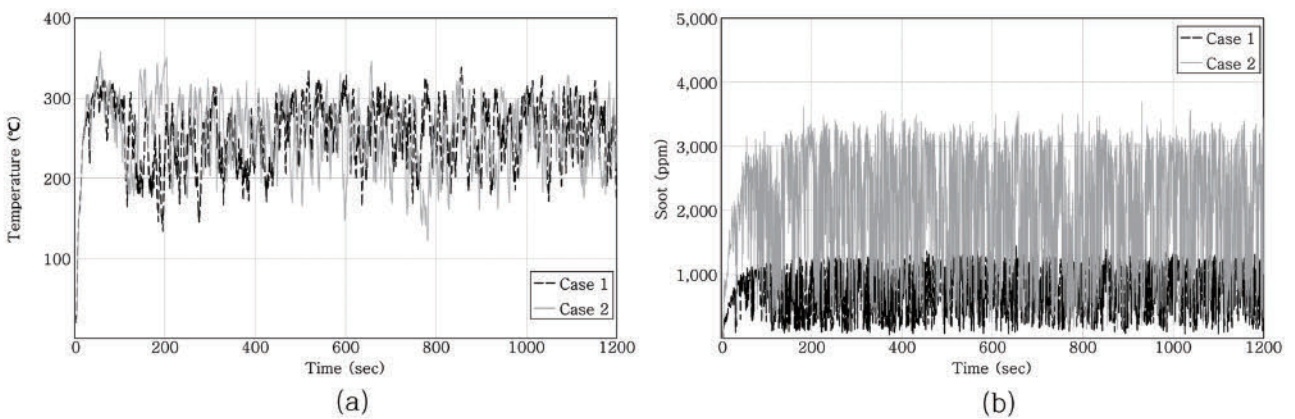 400
300
200
100
Temperature (℃)
0
200
400
600
800
1000
1200
Time (sec)
Case 1
Case 2
(a)
5,000
4,000
3,000
2,000
1,000
Soot (ppm)
0
200
400
600
800
1000
1200
Time (sec)
Case 1
Case 2
(b)